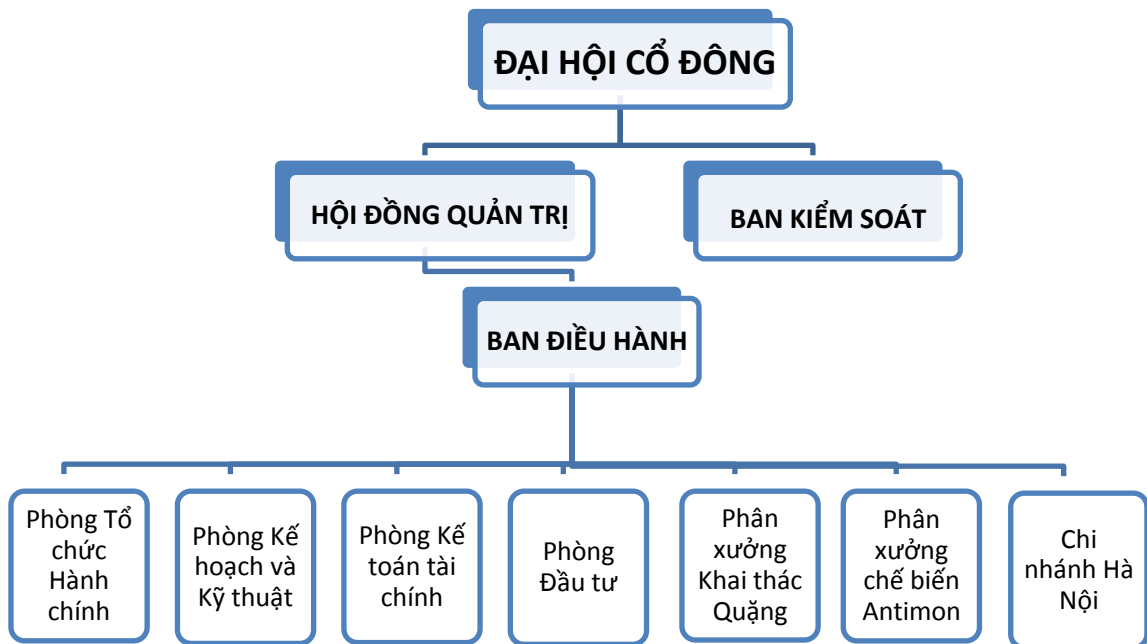 ĐẠI HỘI CỔ ĐÔNG
HỘI ĐỒNG QUẢN TRỊ
BAN KIỂM SOÁT
BAN ĐIỀU HÀNH
Phòng Tổ
chức
Hành
chính
Phòng Kế
hoạch và
Kỹ thuật
Phòng Kế
toán tài
chính
Phòng
Đầu tư
Phân
xưởng
Khai thác
Quặng
Phân
xưởng
chế biến
Antimon
Chi
nhánh Hà
Nội